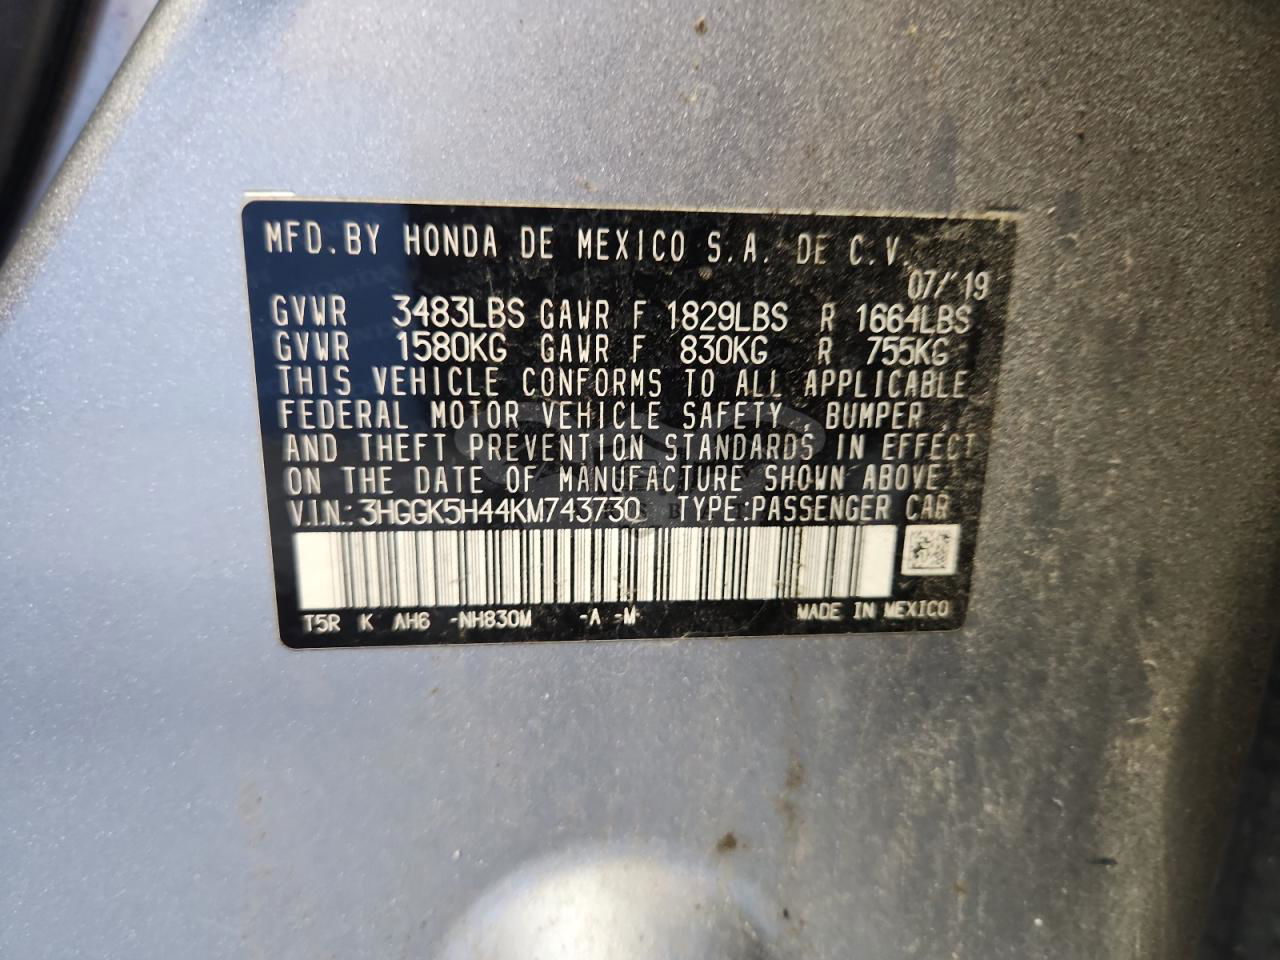 MFD.BY HONDA DE MEXICO S.A. DE C.V.
07/'19
GVWR 3483LBS GAWR F 1829LBS R 1664LBS
GVWR 1580KG GAWR F 830KG R 755KG
THIS VEHICLE CONFORMS TO ALL APPLICABLE
FEDERAL MOTOR VEHICLE SAFETY, BUMPER,
AND THEFT PREVENTION STANDARDS IN EFFECT
ON THE DATE OF MANUFACTURE SHOWN ABOVE.
V.I.N.: 3HGGK5H44KM743730 TYPE:PASSENGER CAR
T5R K AH6 -NH830M -A -M- MADE IN MEXICO